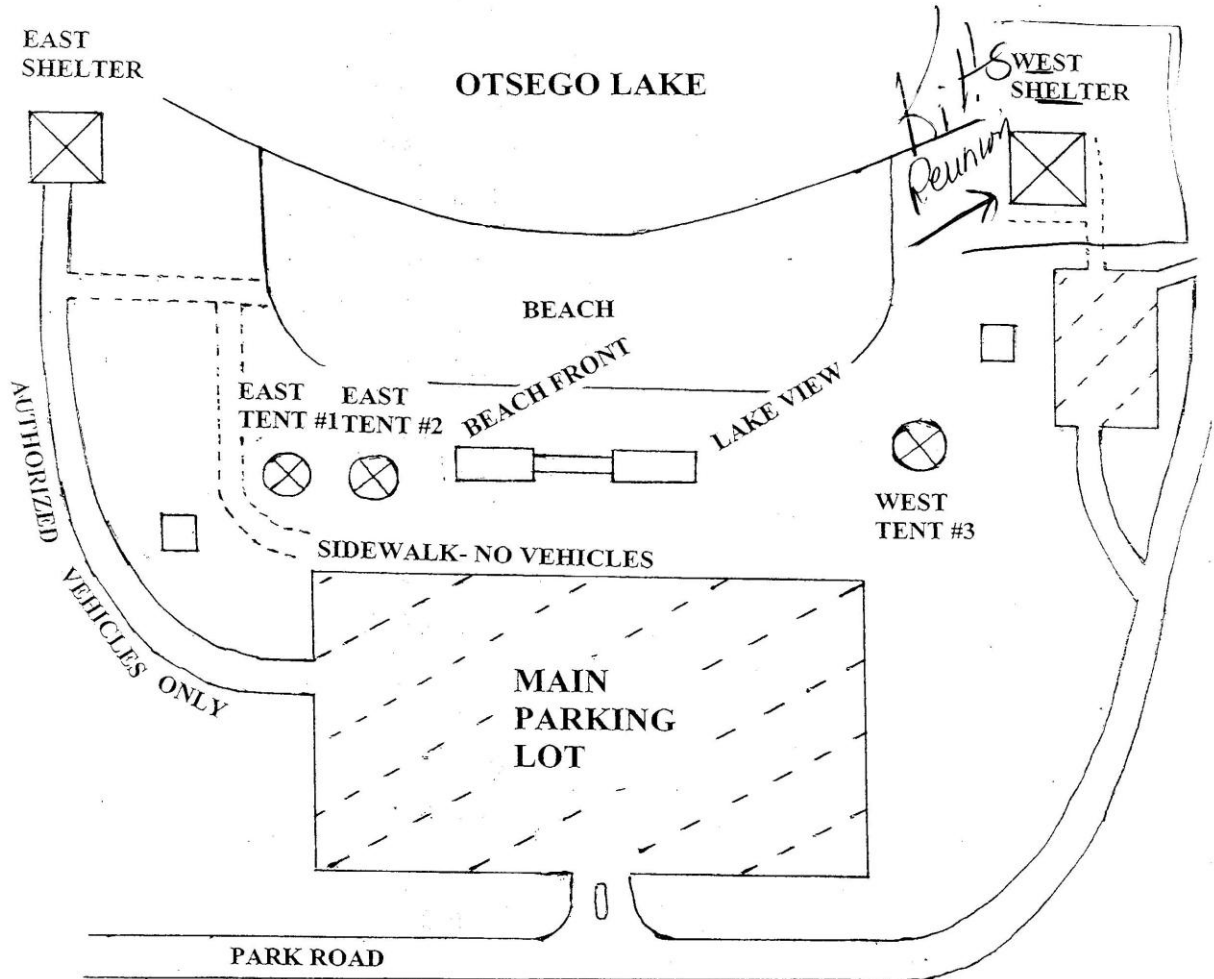 EAST
SHELTER
OTSEGO LAKE
Reunion
WEST
SHELTER
BEACH
BEACH FRONT
LAKE VIEW
EAST
TENT #1
EAST
TENT #2
WEST
TENT #3
AUTHORIZED VEHICLES ONLY
SIDEWALK- NO VEHICLES
MAIN
PARKING
LOT
PARK ROAD